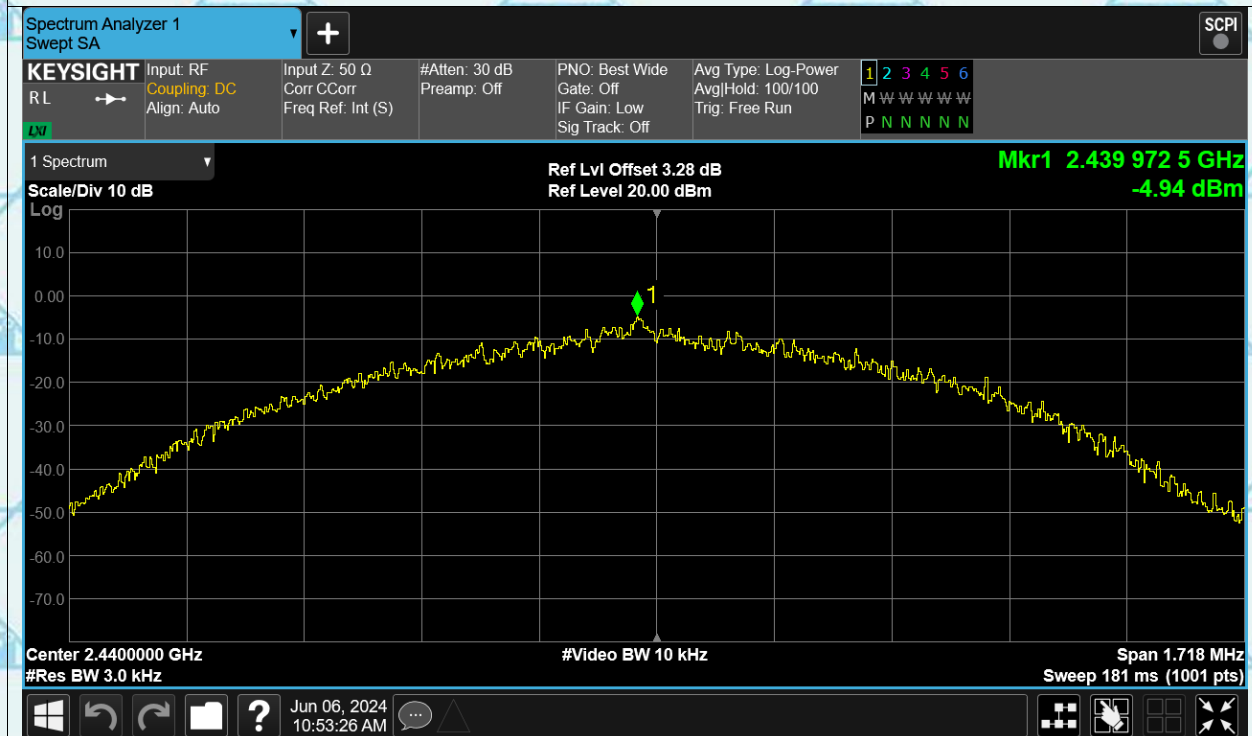 Spectrum Analyzer 1
Swept SA
+
SCPI
KEYSIGHT
RL
LXI
Input: RF
Coupling: DC
Align: Auto
Input Z: 50 Ω
Corr CCorr
Freq Ref: Int (S)
#Atten: 30 dB
Preamp: Off
PNO: Best Wide
Gate: Off
IF Gain: Low
Sig Track: Off
Avg Type: Log-Power
Avg|Hold: 100/100
Trig: Free Run
1 2 3 4 5 6
M W W W W W
P N N N N N
1 Spectrum
Scale/Div 10 dB
Ref Lvl Offset 3.28 dB
Ref Level 20.00 dBm
Mkr1 2.439 972 5 GHz
-4.94 dBm
Log
10.0
0.00
-10.0
-20.0
-30.0
-40.0
-50.0
-60.0
-70.0
1
Center 2.4400000 GHz
#Res BW 3.0 kHz
#Video BW 10 kHz
Span 1.718 MHz
Sweep 181 ms (1001 pts)
?
Jun 06, 2024
10:53:26 AM